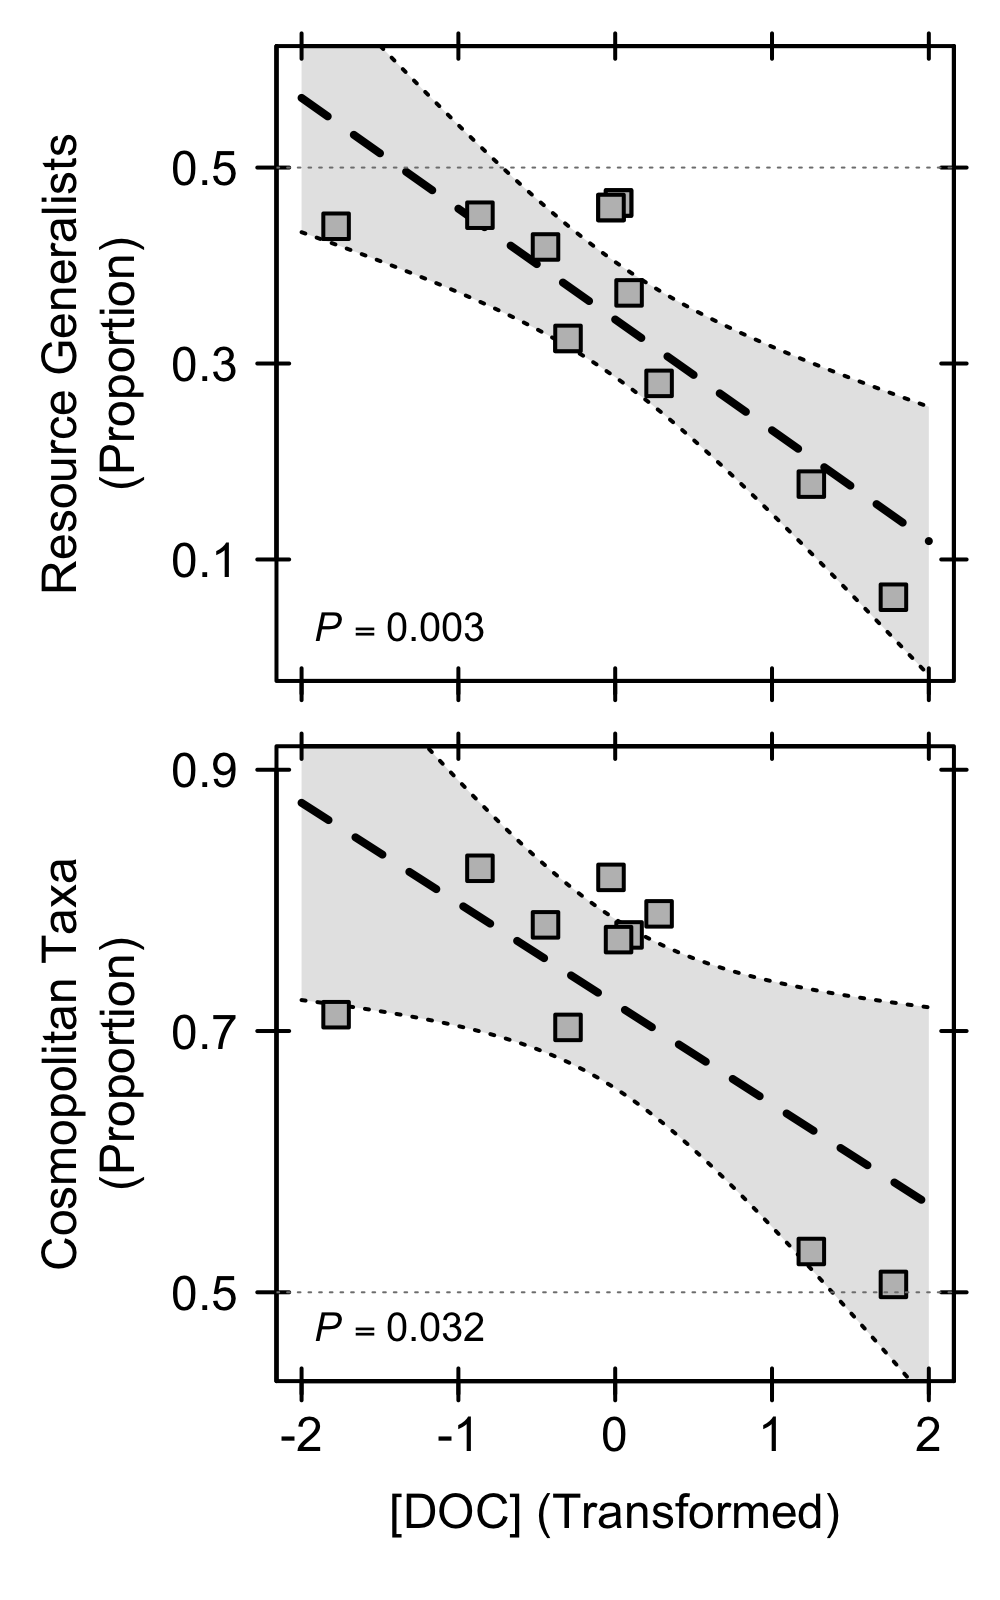 Resource Generalists
(Proportion)
0.5
0.3
0.1
P = 0.003
Cosmopolitan Taxa
(Proportion)
0.9
0.7
0.5
P = 0.032
-2 -1 0 1 2
[DOC] (Transformed)